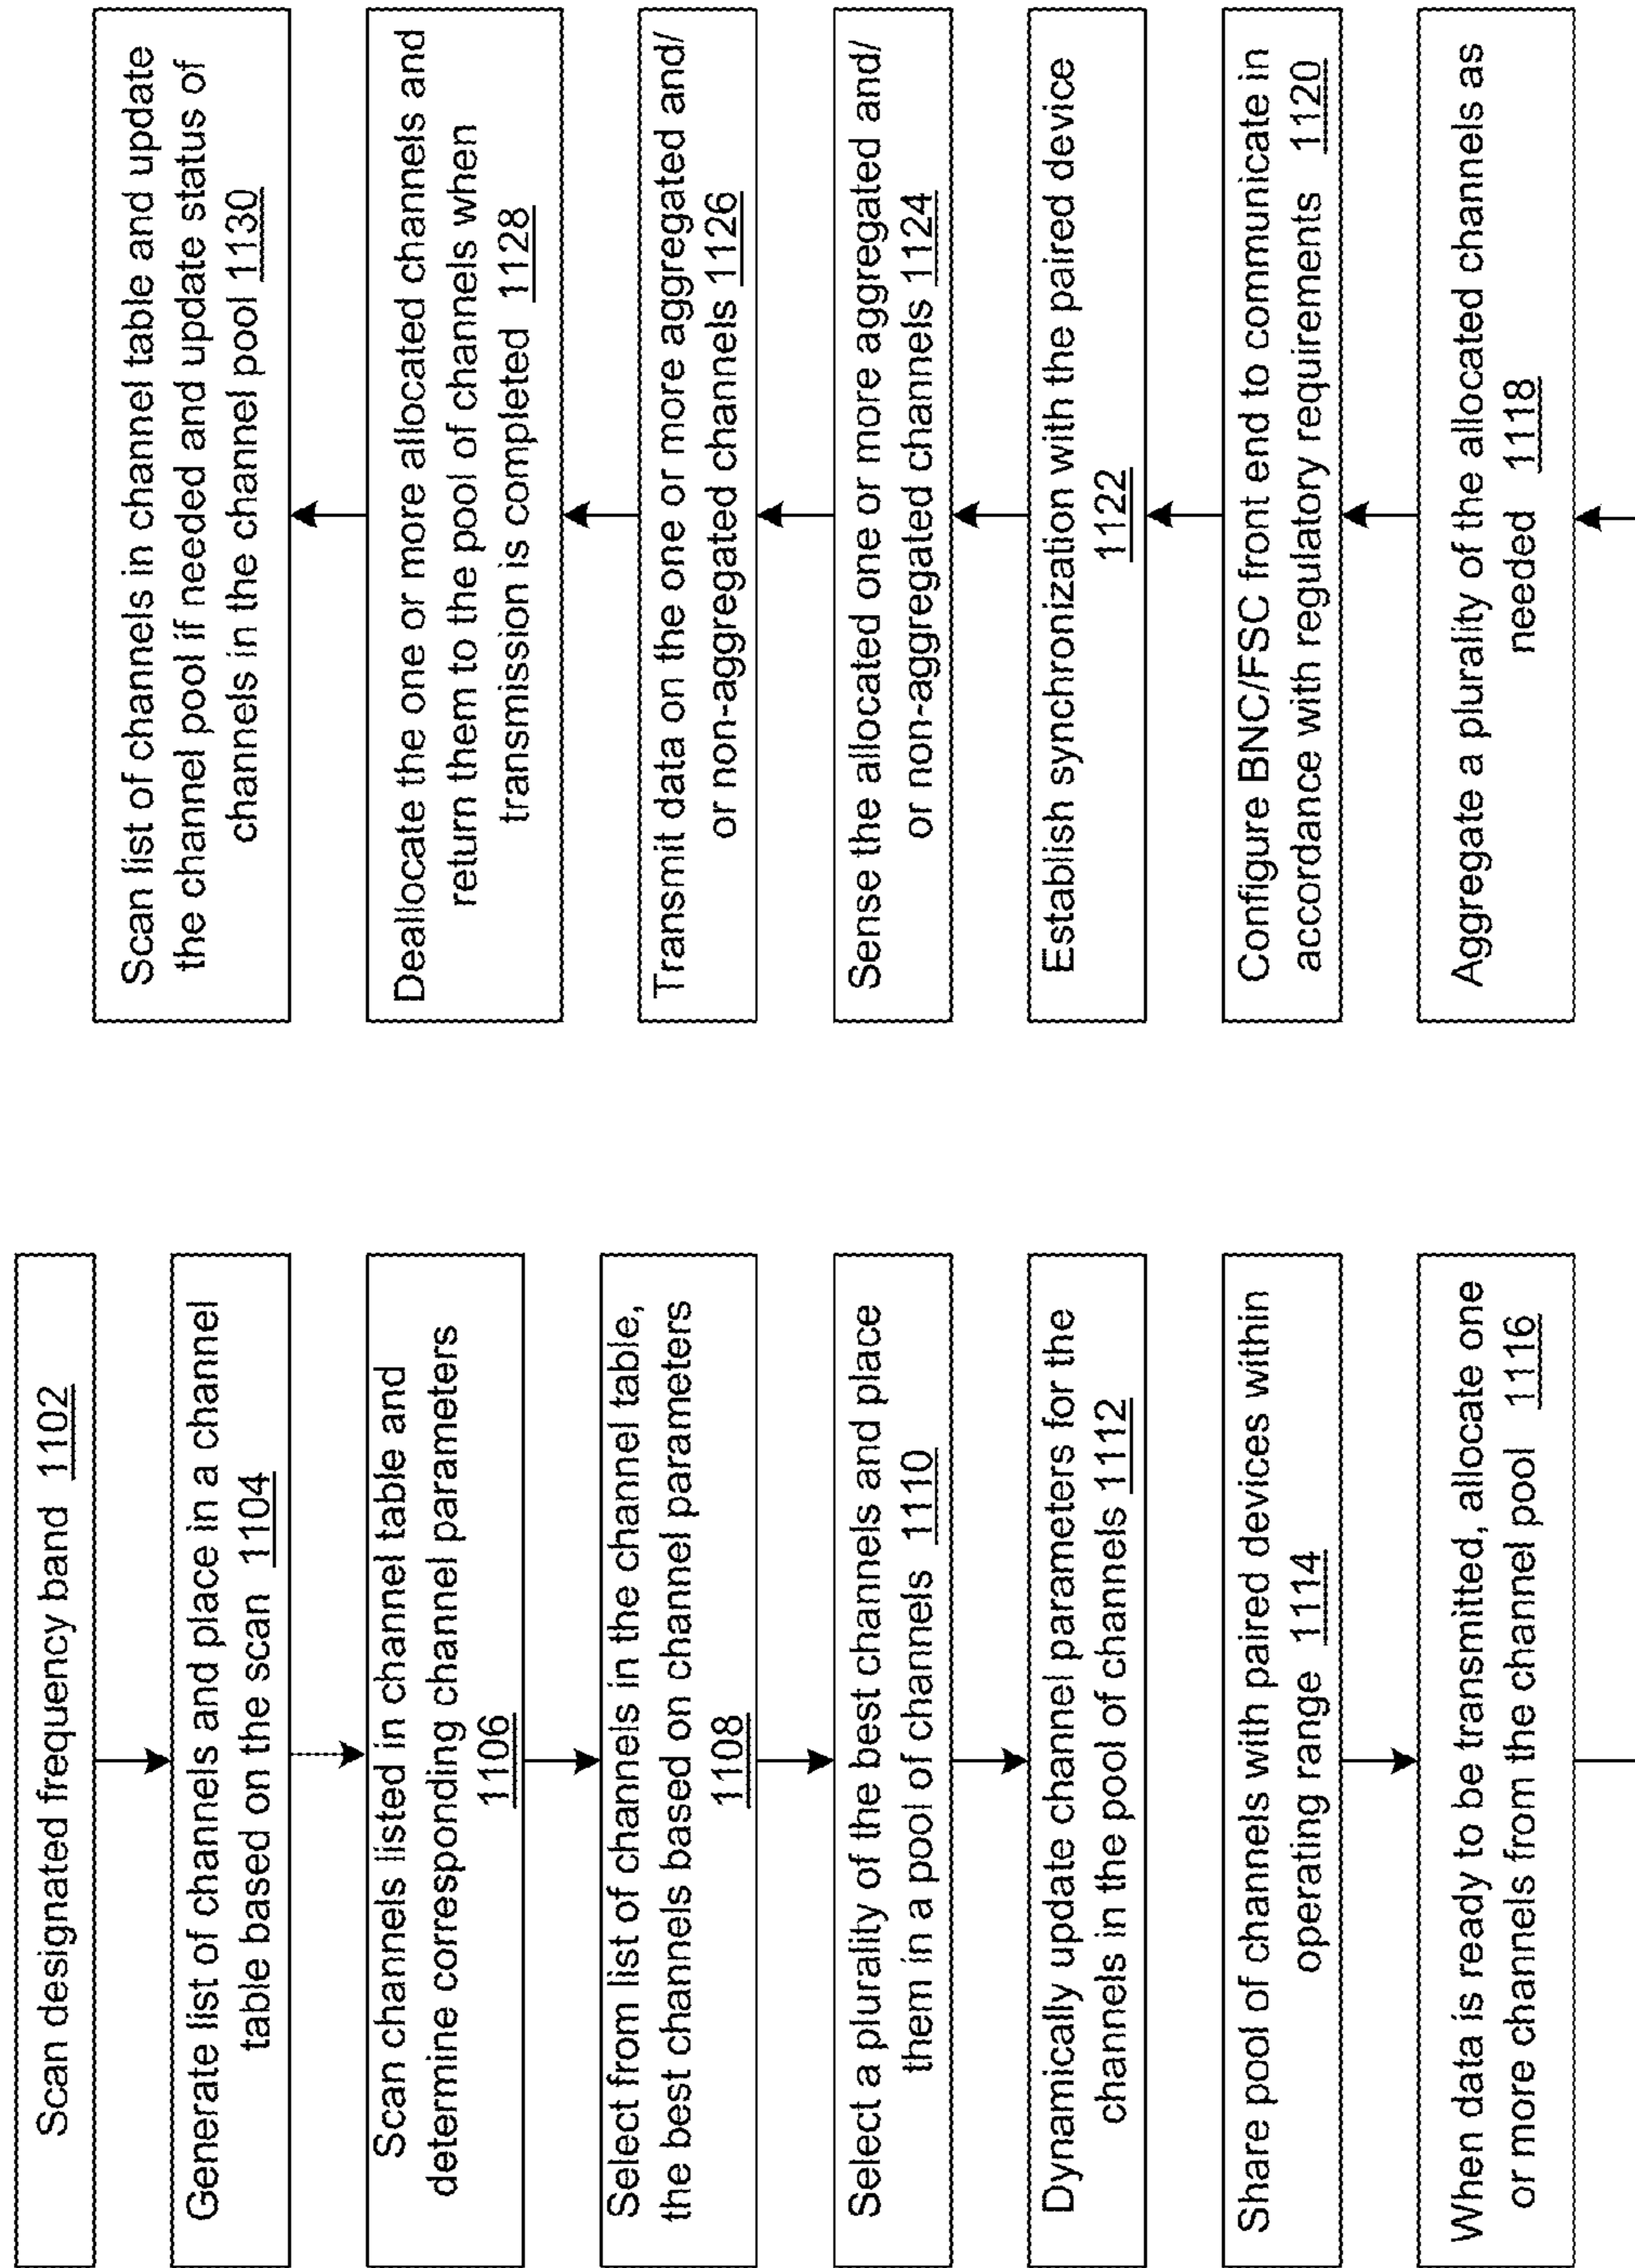 Scan designated frequency band 1102
Generate list of channels and place in a channel
table based on the scan 1104
Scan channels listed in channel table and
determine corresponding channel parameters
1106
Select from list of channels in the channel table,
the best channels based on channel parameters
1108
Select a plurality of the best channels and place
them in a pool of channels 1110
Dynamically update channel parameters for the
channels in the pool of channels 1112
Share pool of channels with paired devices within
operating range 1114
When data is ready to be transmitted, allocate one
or more channels from the channel pool 1116
Aggregate a plurality of the allocated channels as
needed 1118
Configure BNC/FSC front end to communicate in
accordance with regulatory requirements 1120
Establish synchronization with the paired device
1122
Sense the allocated one or more aggregated and/
or non-aggregated channels 1124
Transmit data on the one or more aggregated and/
or non-aggregated channels 1126
Deallocate the one or more allocated channels and
return them to the pool of channels when
transmission is completed 1128
Scan list of channels in channel table and update
the channel pool if needed and update status of
channels in the channel pool 1130